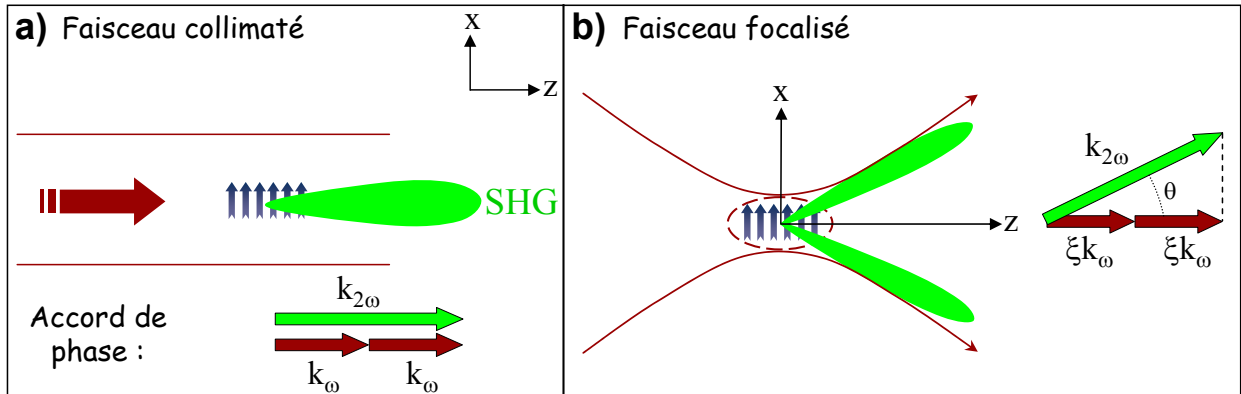 a) Faisceau collimaté
x
z
SHG
Accord de
phase :
k2ω
kω kω
b) Faisceau focalisé
x
z
k2ω
θ
ξkω ξkω